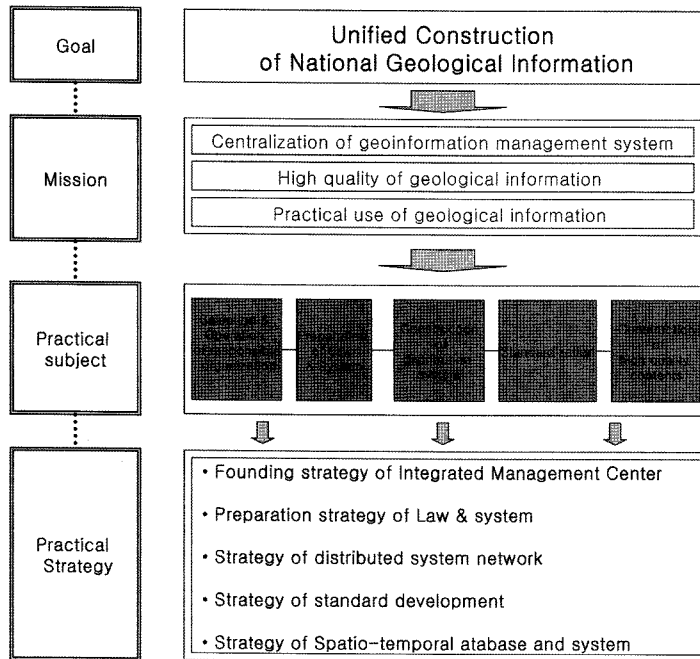 Goal
Unified Construction
of National Geological Information
Mission
Centralization of geoinformation management system
High quality of geological information
Practical use of geological information
Practical
subject
Practical
Strategy
• Founding strategy of Integrated Management Center
• Preparation strategy of Law & system
• Strategy of distributed system network
• Strategy of standard development
• Strategy of Spatio-temporal atabase and system